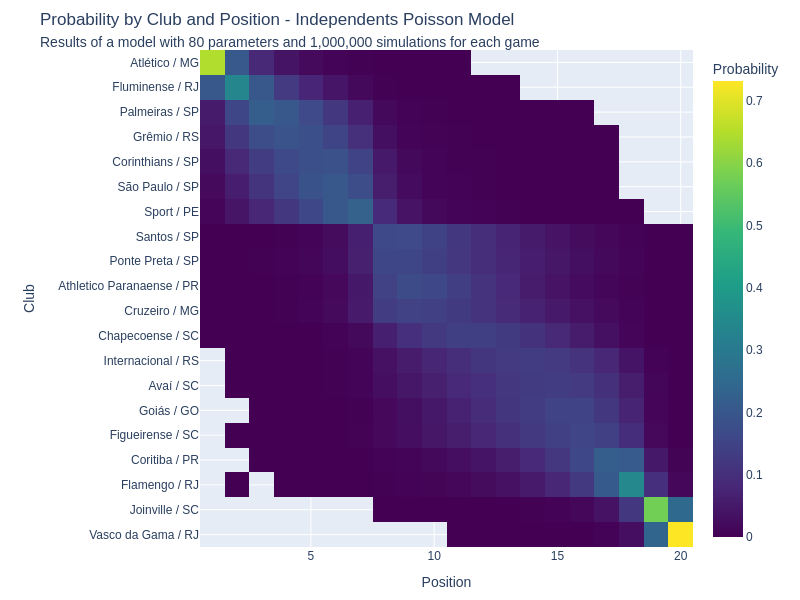 Probability by Club and Position - Independents Poisson Model
Results of a model with 80 parameters and 1,000,000 simulations for each game
Probability
Atlético / MG
Fluminense / RJ
Palmeiras / SP
Grêmio / RS
Corinthians / SP
São Paulo / SP
Sport / PE
Santos / SP
Ponte Preta / SP
Athletico Paranaense / PR
Cruzeiro / MG
Chapecoense / SC
Internacional / RS
Avaí / SC
Goiás / GO
Figueirense / SC
Coritiba / PR
Flamengo / RJ
Joinville / SC
Vasco da Gama / RJ
Club
5
10
15
20
Position
0.7
0.6
0.5
0.4
0.3
0.2
0.1
0